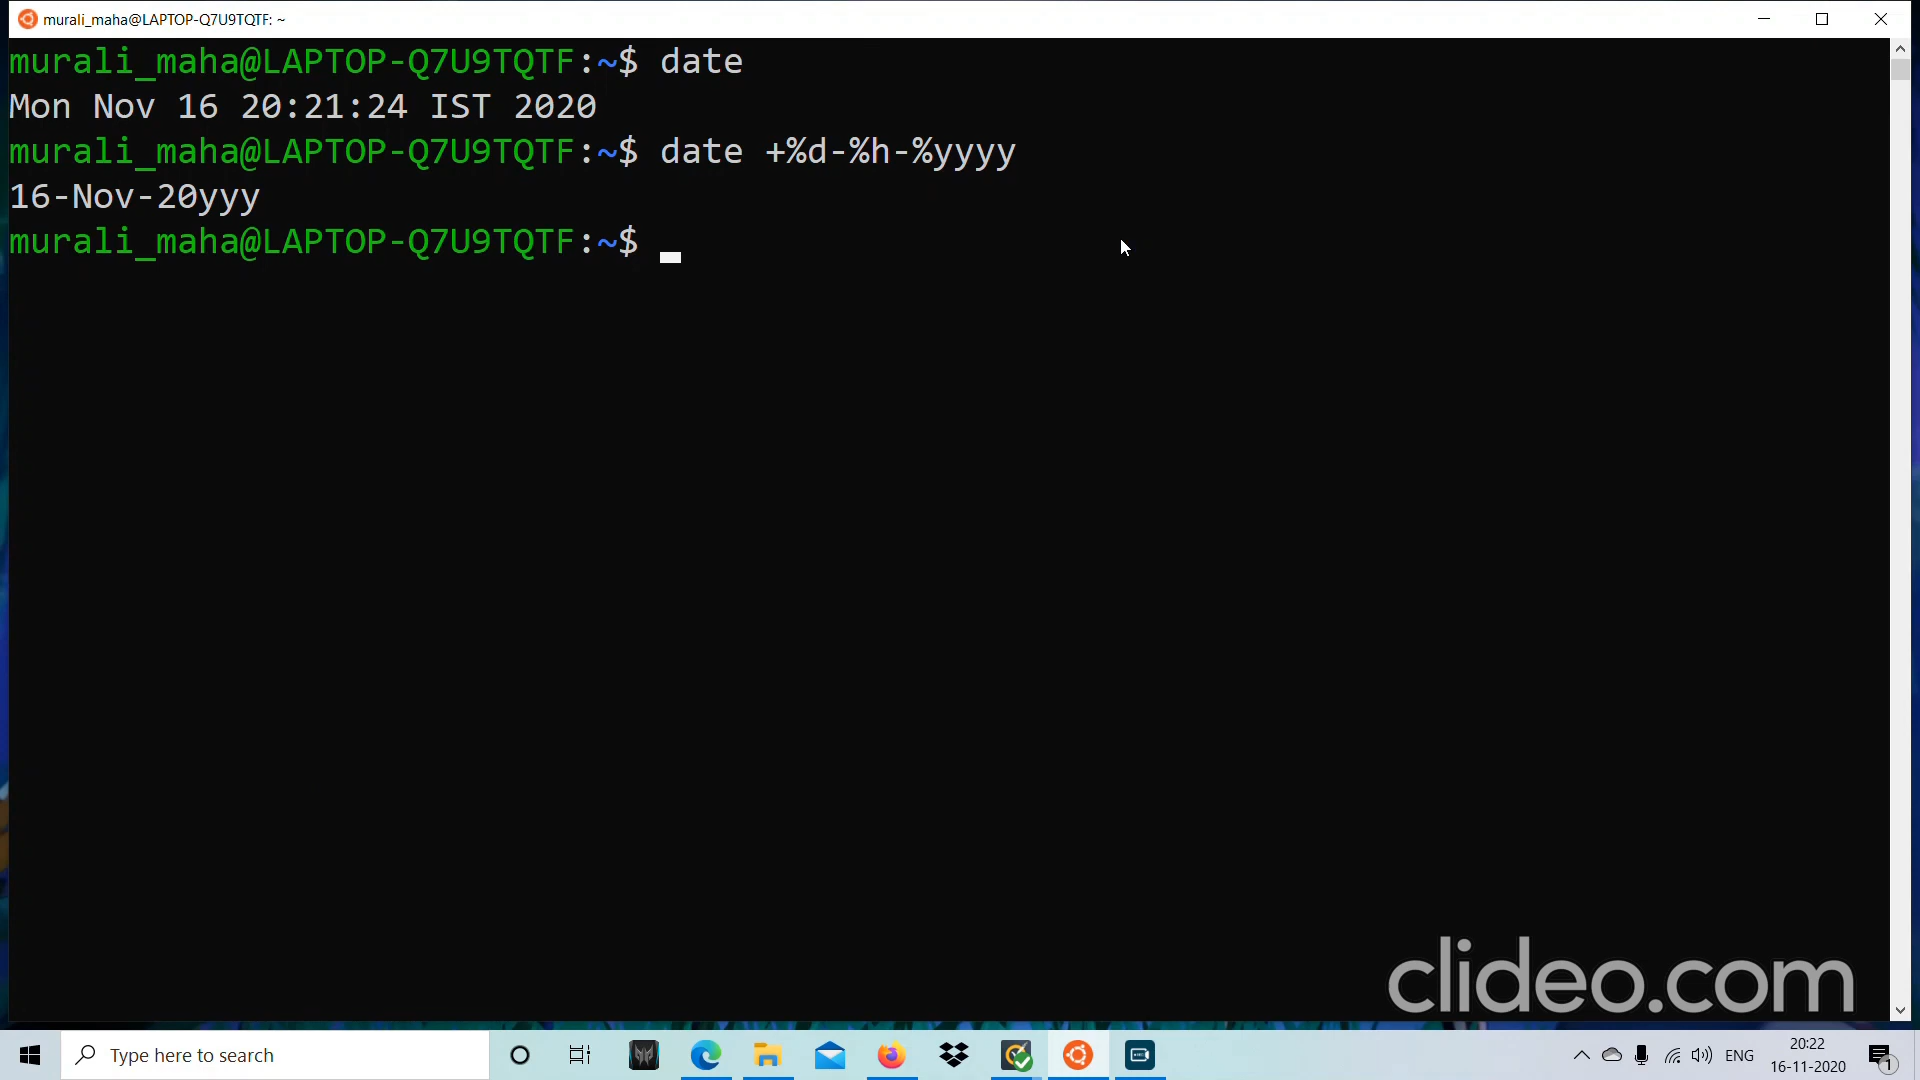 murali_maha@LAPTOP-Q7U9TQTF: ~
murali_maha@LAPTOP-Q7U9TQTF:~$ date
Mon Nov 16 20:21:24 IST 2020
murali_maha@LAPTOP-Q7U9TQTF:~$ date +%d-%h-%yyyy
16-Nov-20yyy
murali_maha@LAPTOP-Q7U9TQTF:~$
clideo.com
Type here to search
ENG
20:22
16-11-2020
1